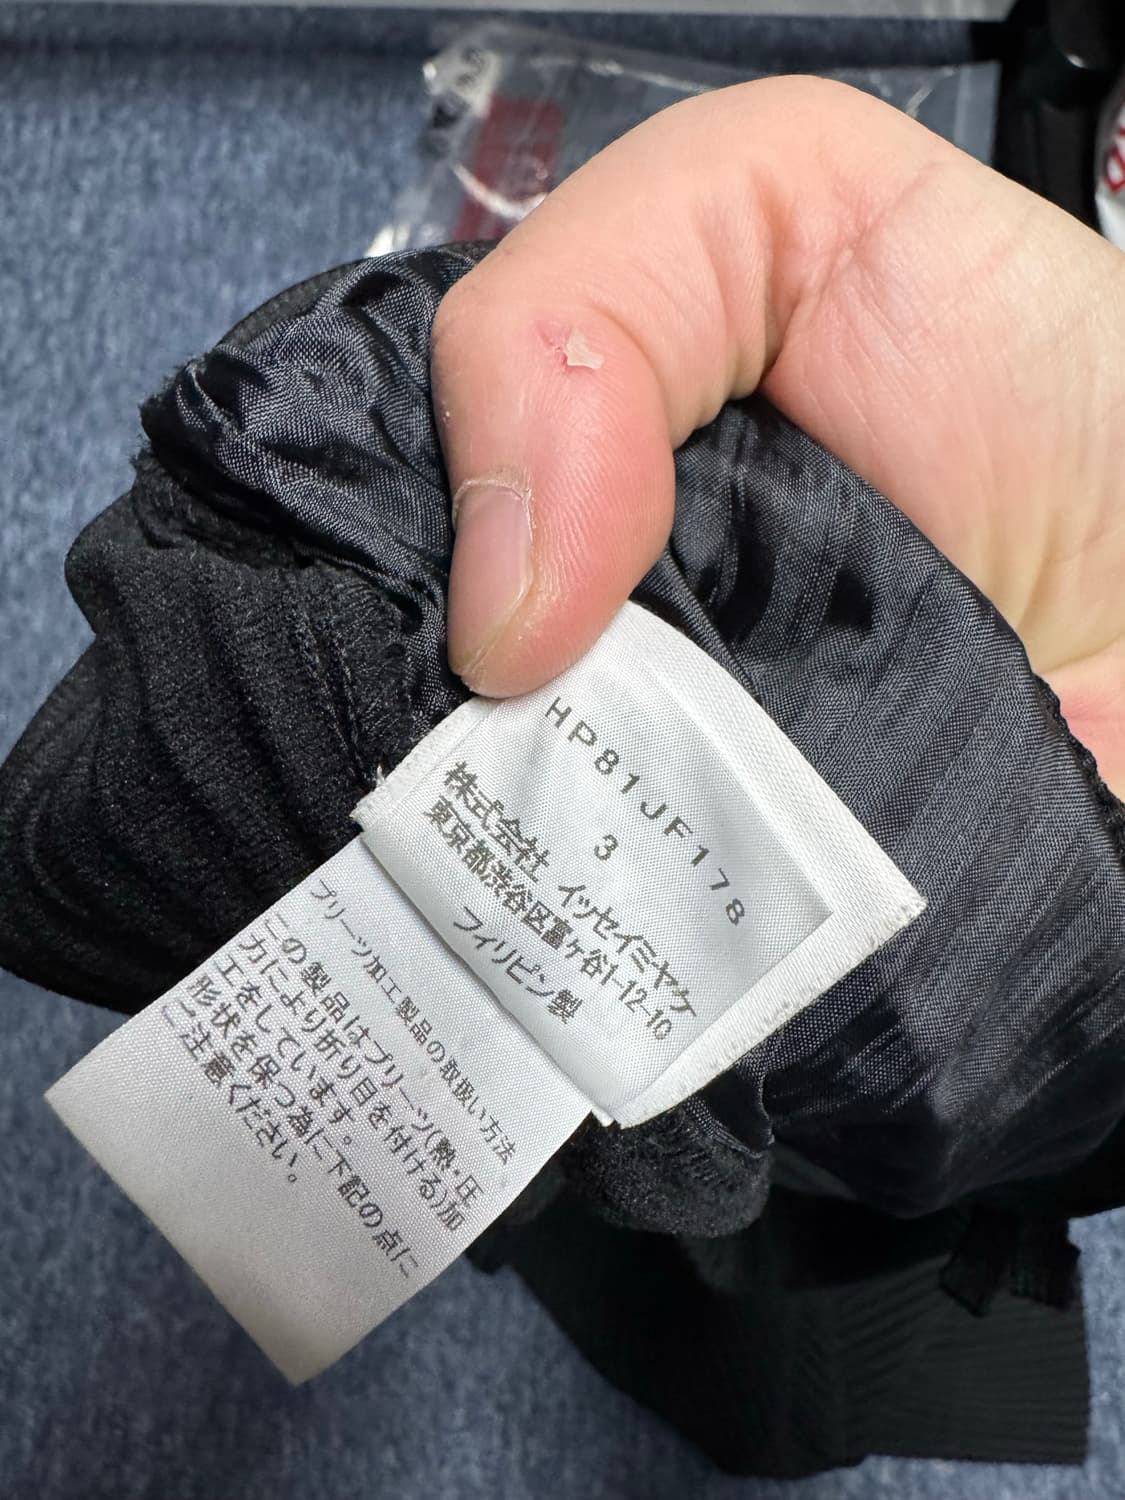 HP81JF178
3
株式会社 イッセイミヤケ
東京都渋谷区富ヶ谷1-12-10
フィリピン製
プリーツ加工製品の取扱い方法
この製品はプリーツ(熱・圧
力により折り目を付ける)加
工をしています。
形状を保つ為に下記の点に
ご注意ください。